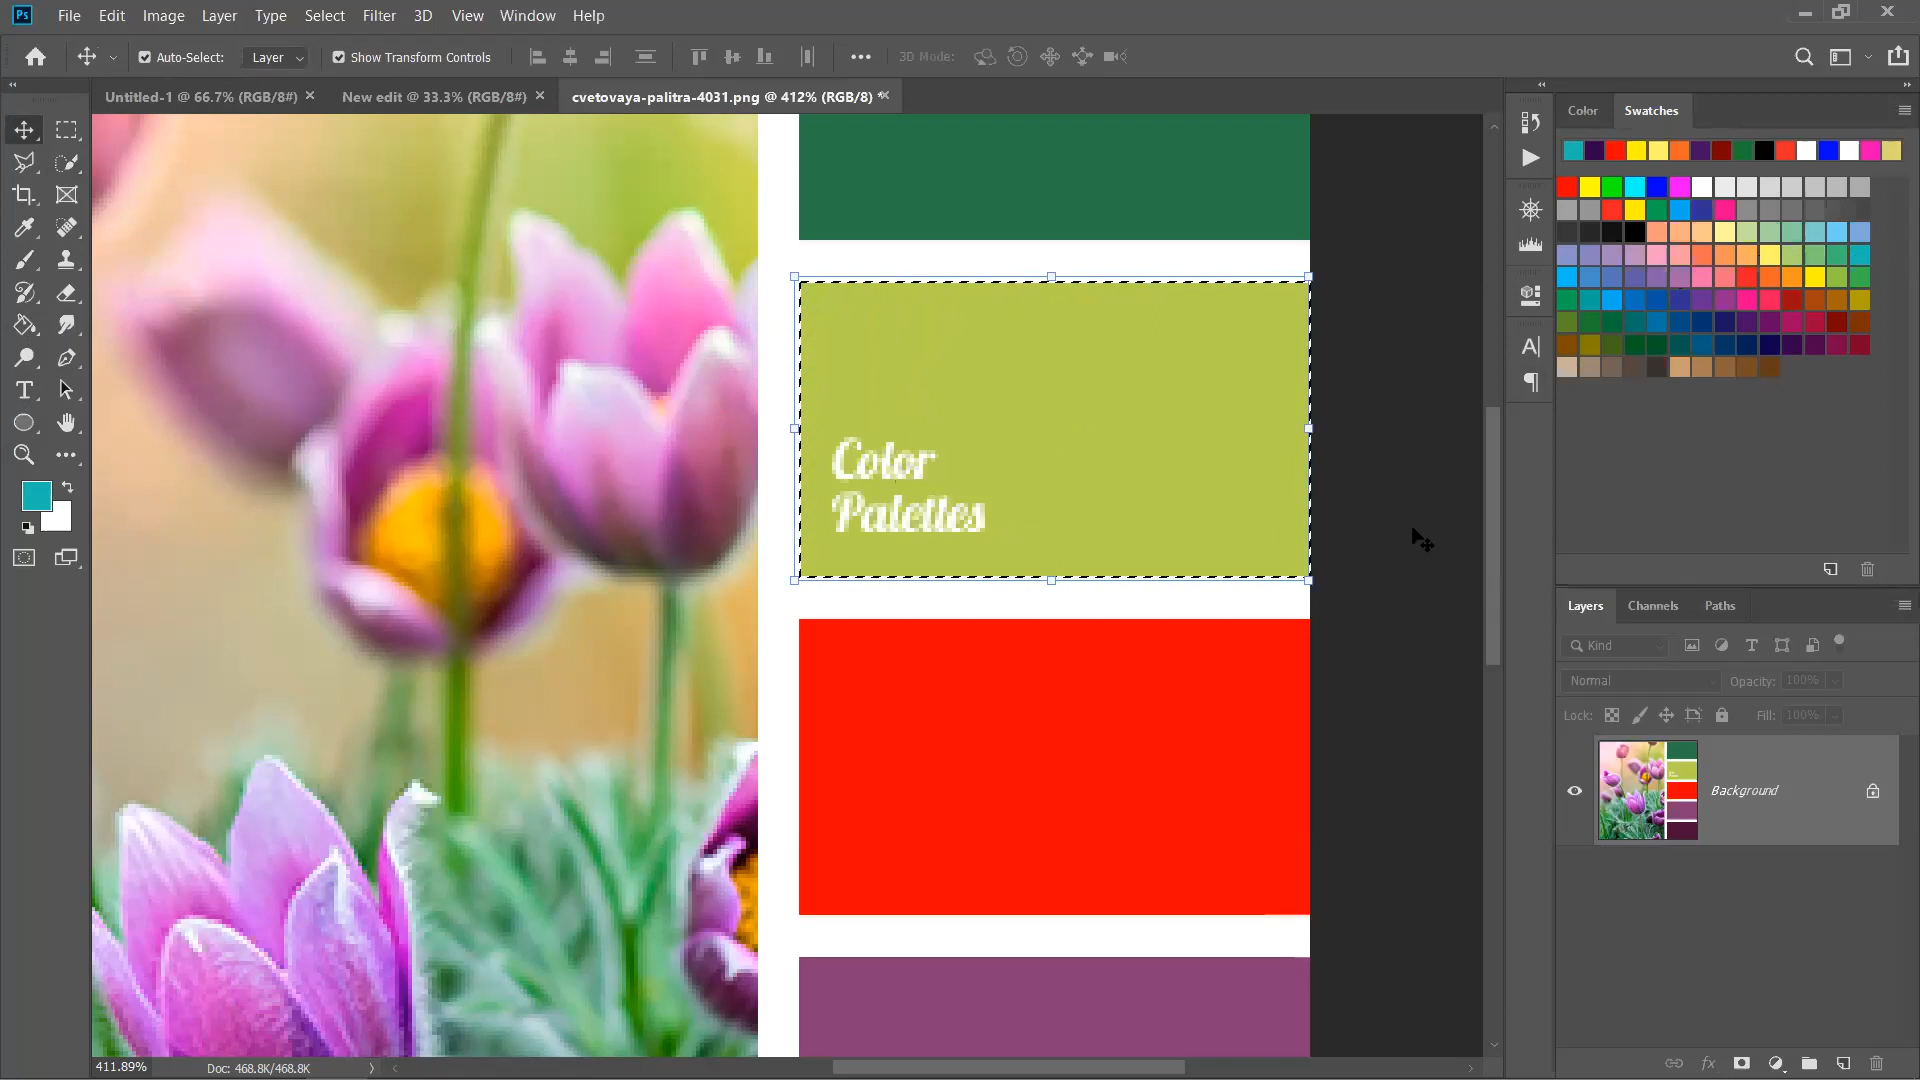 Ps File Edit Image Layer Type Select Filter 3D View Window Help
Auto-Select: Layer Show Transform Controls 3D Mode:
Untitled-1 @ 66.7% (RGB/8#) New edit @ 33.3% (RGB/8#) cvetovaya-palitra-4031.png @ 412% (RGB/8) *
Color Swatches
Color
Palettes
Layers Channels Paths
Kind
Normal Opacity: 100%
Lock: Fill: 100%
Background
411.89% Doc: 468.8K/468.8K